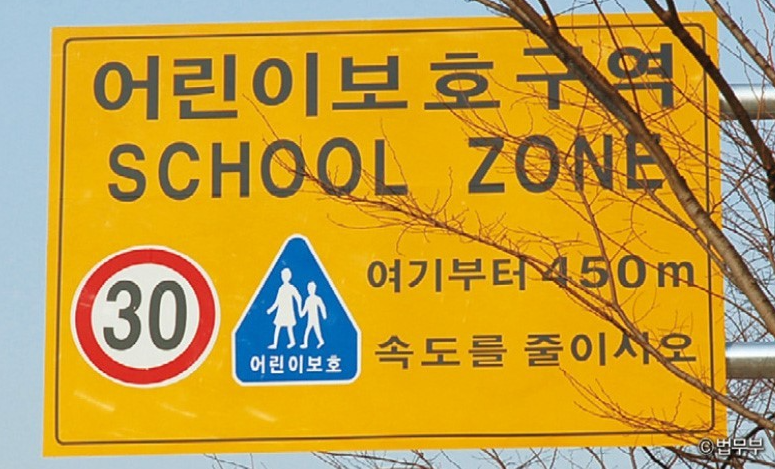 어린이보호구역
SCHOOL ZONE
30
어린이보호
여기부터 450m
속도를 줄이시오
© 법무부